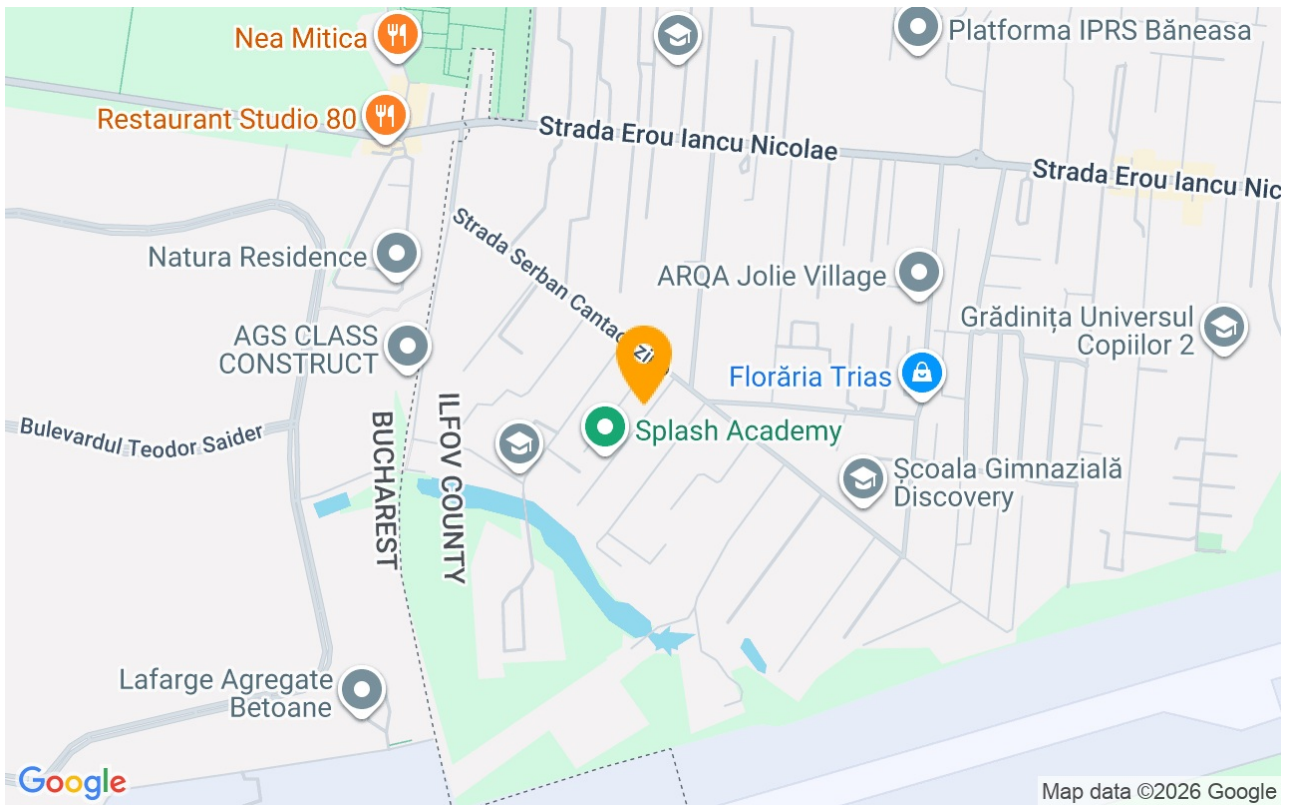 Nea Mitica
Platforma IPRS Băneasa
Restaurant Studio 80
Strada Erou Iancu Nicolae
Strada Erou Iancu Nic
Strada Serban Cantac
zi
Natura Residence
ARQA Jolie Village
AGS CLASS
CONSTRUCT
Grădinița Universul
Copiilor 2
Florăria Trias
Bulevardul Teodor Saider
BUCHAREST
ILFOV COUNTY
Splash Academy
Școala Gimnazială
Discovery
Lafarge Agregate
Betoane
Google
Map data ©2026 Google